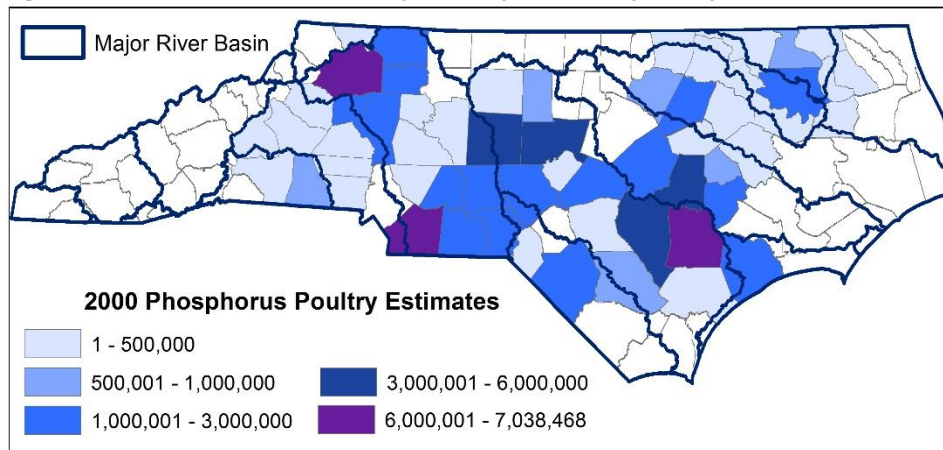 Major River Basin
2000 Phosphorus Poultry Estimates
1 - 500,000
500,001 - 1,000,000
1,000,001 - 3,000,000
3,000,001 - 6,000,000
6,000,001 - 7,038,468